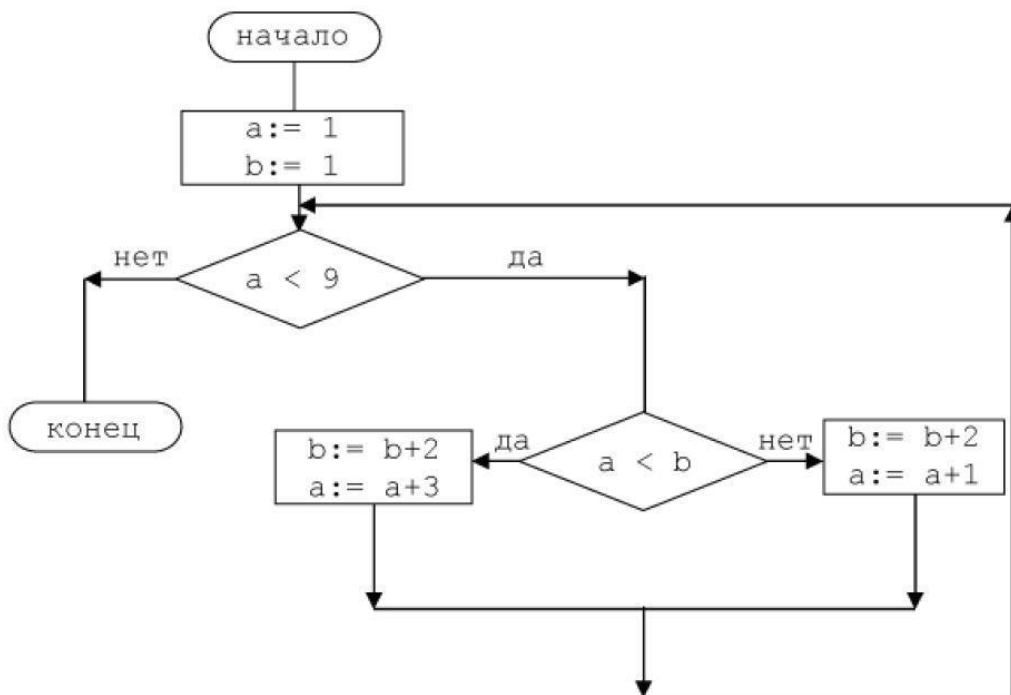 начало
a:= 1
b:= 1
нет
a < 9
да
конец
b:= b+2
a:= a+3
да
a < b
нет
b:= b+2
a:= a+1